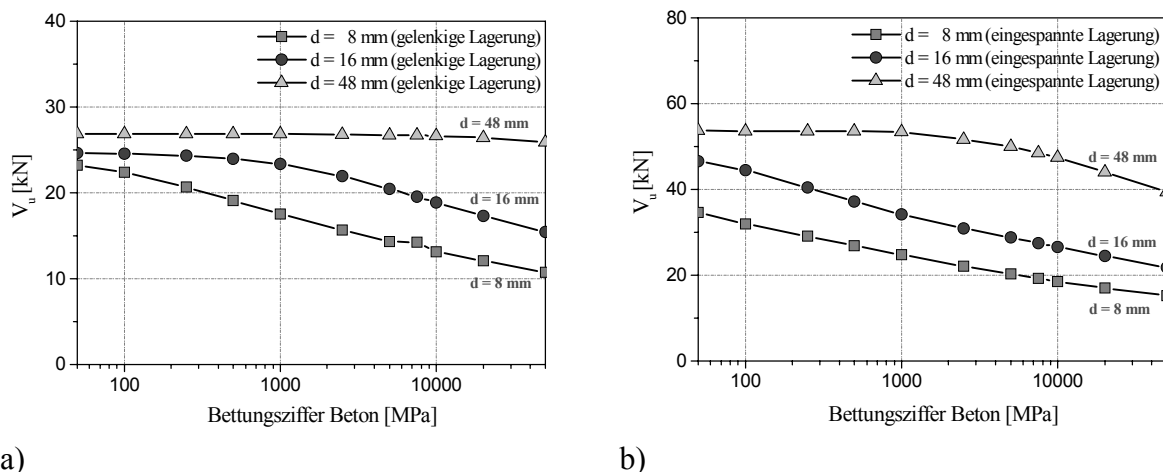 40
30
20
10
0
V_u [kN]
d = 8 mm (gelenkige Lagerung)
d = 16 mm (gelenkige Lagerung)
d = 48 mm (gelenkige Lagerung)
d = 48 mm
d = 16 mm
d = 8 mm
100 1000 10000
Bettungsziffer Beton [MPa]
a)
80
60
40
20
0
V_u [kN]
d = 8 mm (eingespannte Lagerung)
d = 16 mm (eingespannte Lagerung)
d = 48 mm (eingespannte Lagerung)
d = 48 mm
d = 16 mm
d = 8 mm
100 1000 10000
Bettungsziffer Beton [MPa]
b)